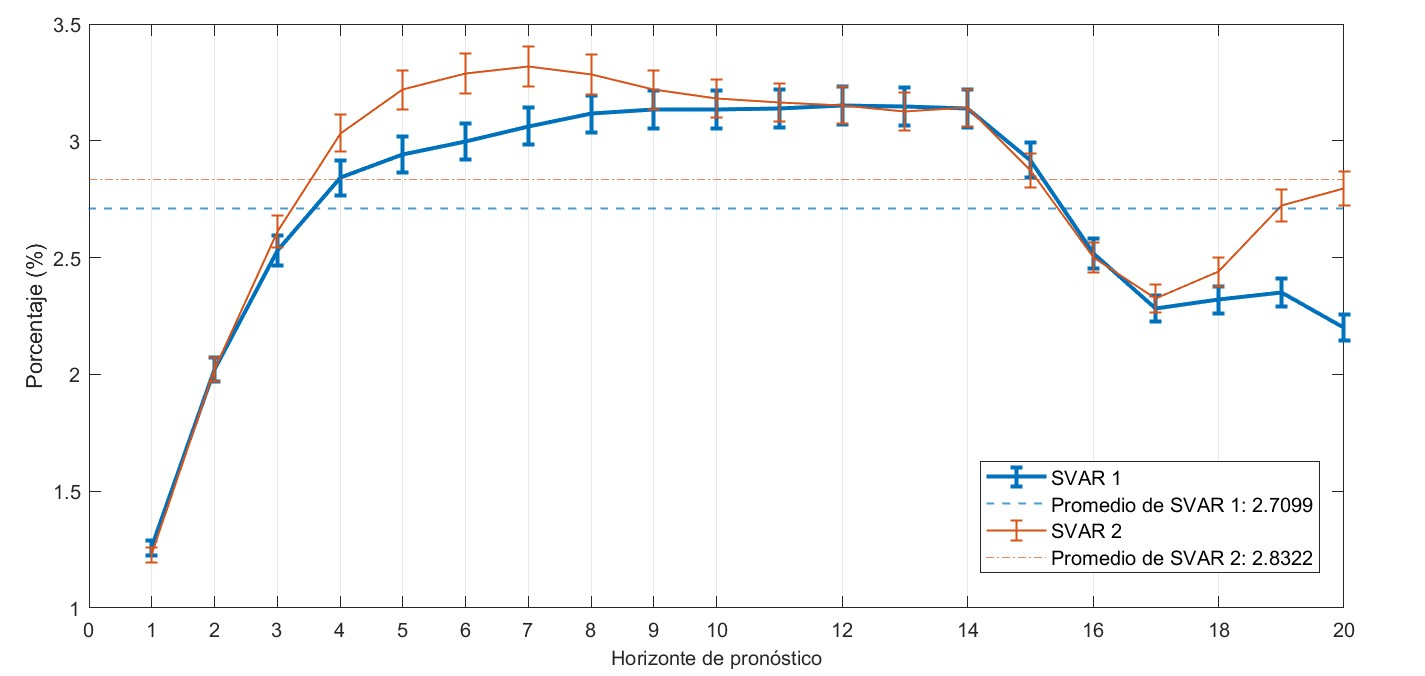 3.5
3
2.5
2
1.5
1
Porcentaje (%)
0 1 2 3 4 5 6 7 8 9 10 12 14 16 18 20
Horizonte de pronóstico
SVAR 1
Promedio de SVAR 1: 2.7099
SVAR 2
Promedio de SVAR 2: 2.8322